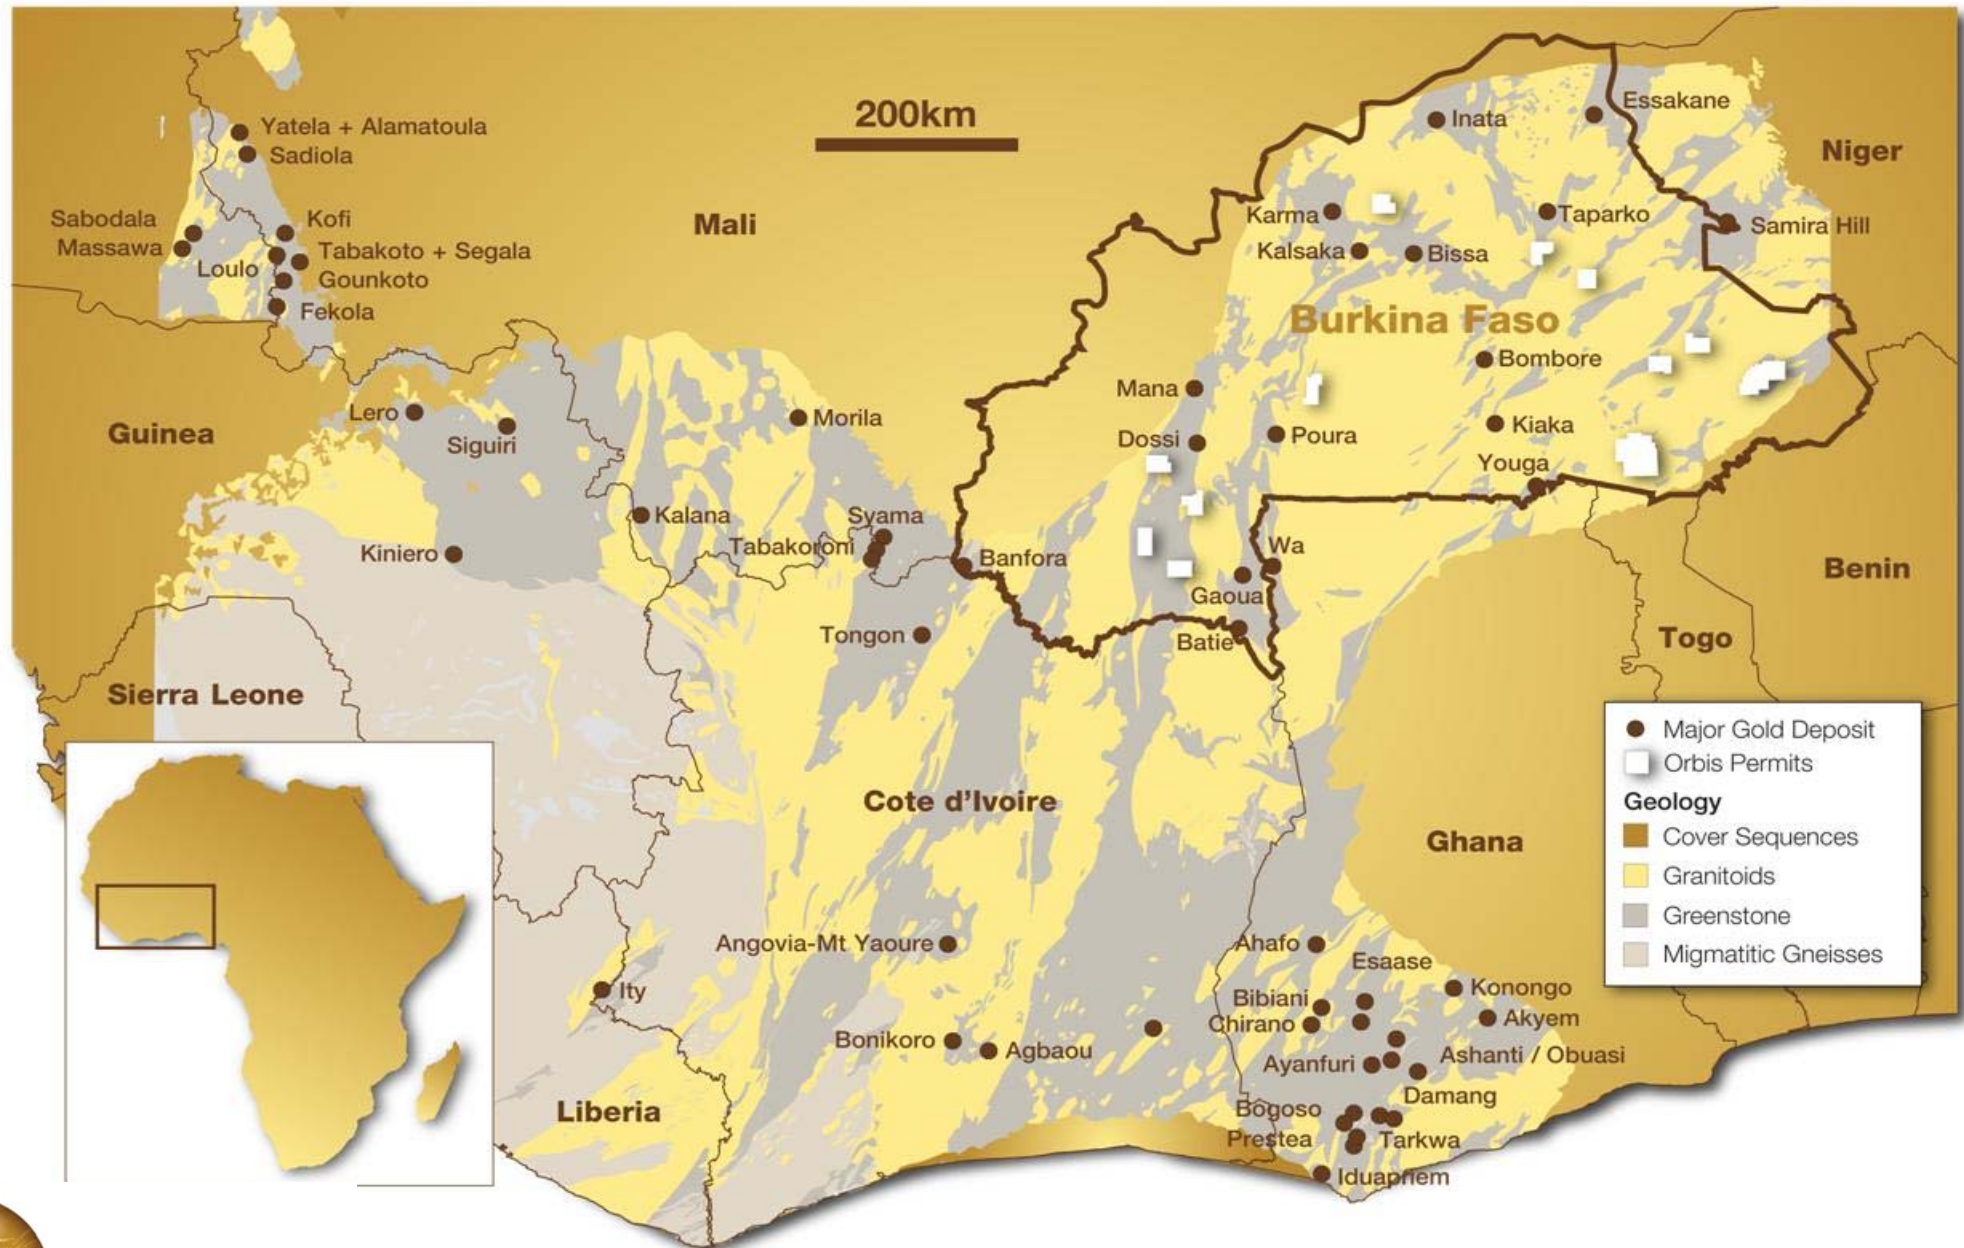 200km
Yatela + Alamatoula
Sadiola
Sabodala
Massawa
Kofi
Tabakoto + Segala
Loulo
Gounkoto
Fekola
Mali
Niger
Inata
Essakane
Karma
Taparko
Samira Hill
Kalsaka
Bissa
Burkina Faso
Bombore
Mana
Dossi
Poura
Kiaka
Youga
Guinea
Lero
Siguiri
Morila
Kalana
Syama
Tabakoroni
Kiniero
Banfora
Wa
Gaoua
Batie
Tongon
Benin
Togo
Sierra Leone
Cote d’Ivoire
Ghana
Major Gold Deposit
Orbis Permits
Geology
Cover Sequences
Granitoids
Greenstone
Migmatitic Gneisses
Angovia-Mt Yaoure
Ity
Bonikoro
Agbaou
Liberia
Ahafo
Esaase
Konongo
Bibiani
Chirano
Akyem
Ayanfuri
Ashanti / Obuasi
Damang
Bogoso
Prestea
Tarkwa
Iduapriem